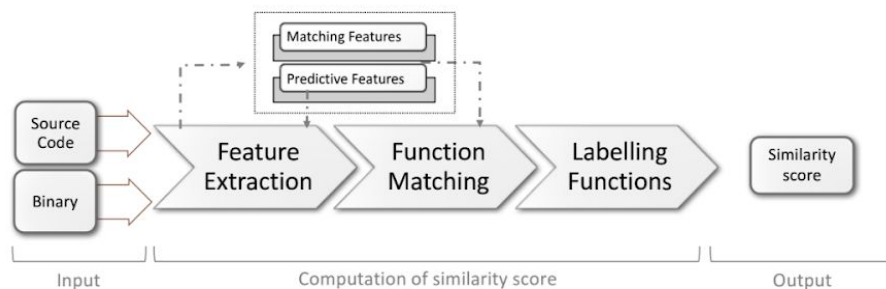 Matching Features
Predictive Features
Source
Code
Binary
Feature
Extraction
Function
Matching
Labelling
Functions
Similarity
score
Input
Computation of similarity score
Output